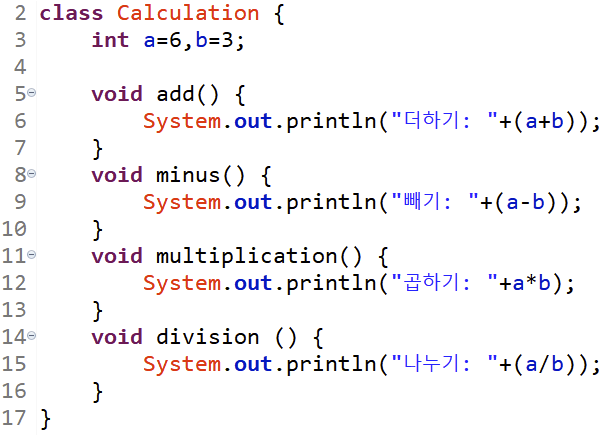 2 class Calculation {
3     int a=6,b=3;
4
5     void add() {
6         System.out.println("더하기: "+(a+b));
7     }
8     void minus() {
9         System.out.println("빼기: "+(a-b));
10     }
11     void multiplication() {
12         System.out.println("곱하기: "+a*b);
13     }
14     void division () {
15         System.out.println("나누기: "+(a/b));
16     }
17 }